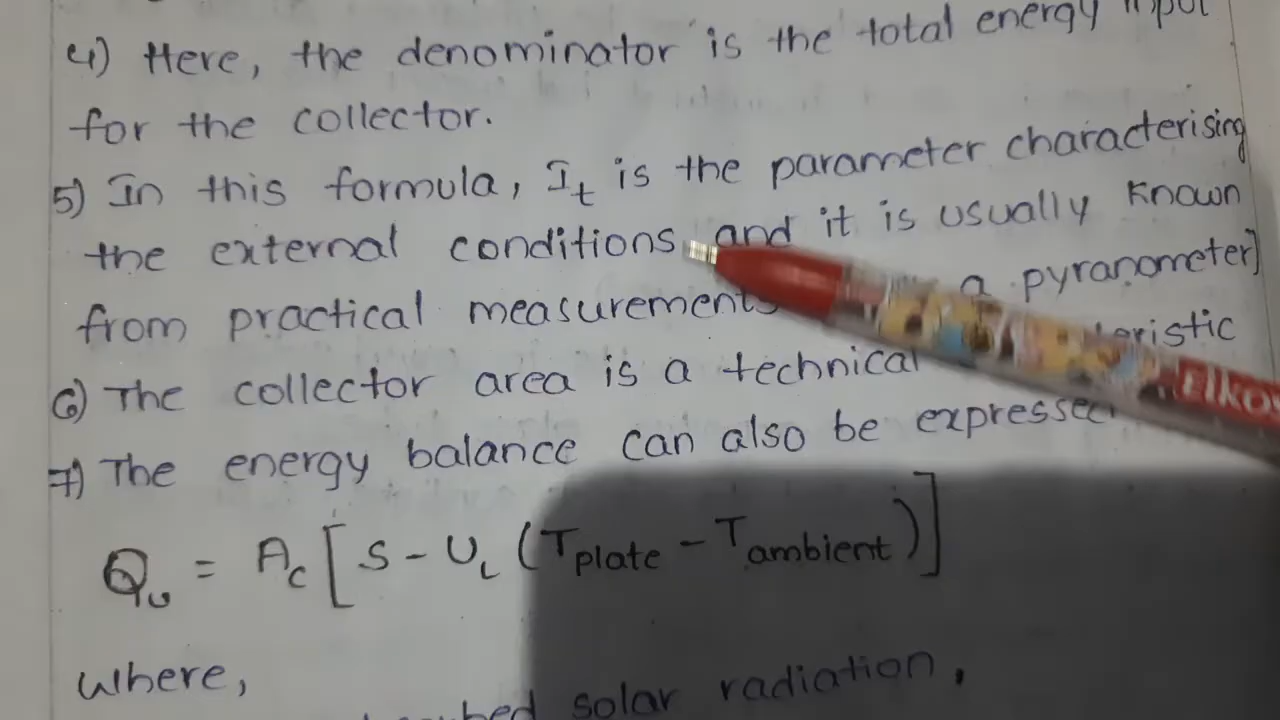 4) Here, the denominator is the total energy input
for the collector.
5) In this formula, It is the parameter characterising
the external conditions and it is usually known
from practical measurements a pyranometer]
6) The collector area is a technical
7) The energy balance can also be expressed
Qu = Ac [S - UL (Tplate - Tambient)]
where,
solar radiation,
Elkos